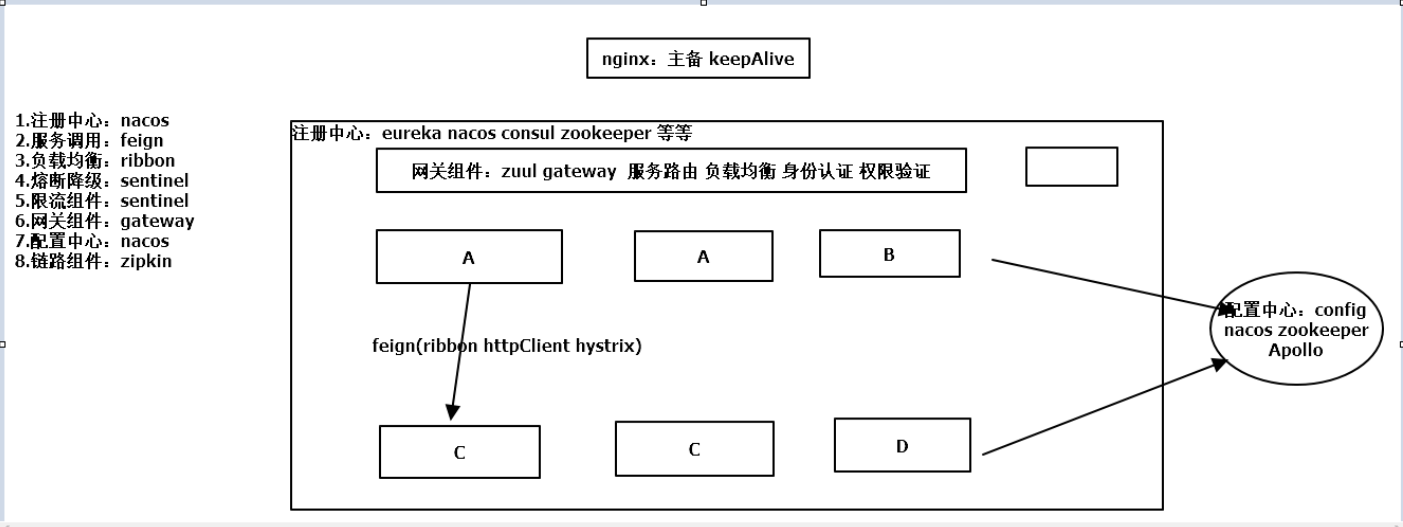 nginx：主备 keepAlive
1.注册中心：nacos
2.服务调用：feign
3.负载均衡：ribbon
4.熔断降级：sentinel
5.限流组件：sentinel
6.网关组件：gateway
7.配置中心：nacos
8.链路组件：zipkin
注册中心：eureka nacos consul zookeeper 等等
网关组件：zuul gateway  服务路由 负载均衡 身份认证 权限验证
A
A
B
feign(ribbon httpClient hystrix)
C
C
D
配置中心：config
nacos zookeeper
Apollo